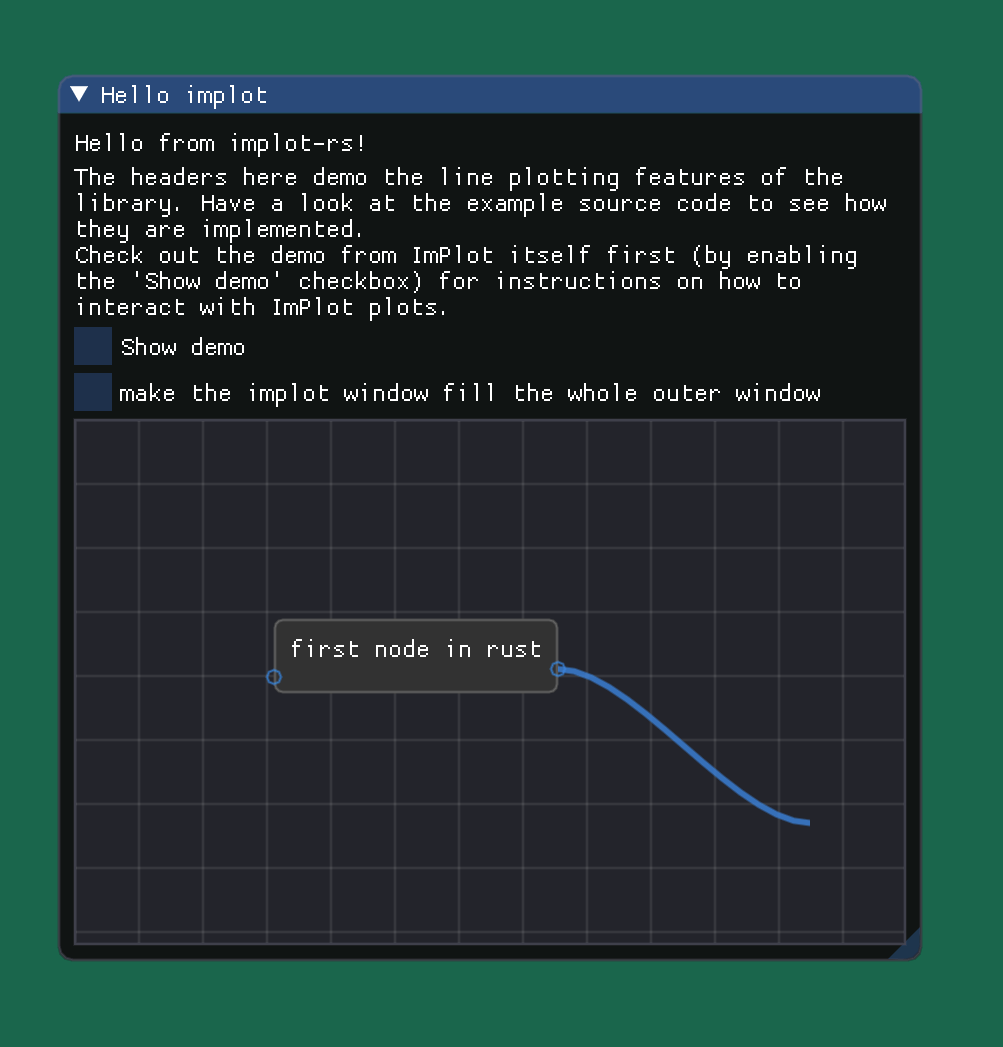 Hello implot
Hello from implot-rs!
The headers here demo the line plotting features of the
library. Have a look at the example source code to see how
they are implemented.
Check out the demo from ImPlot itself first (by enabling
the 'Show demo' checkbox) for instructions on how to
interact with ImPlot plots.
Show demo
make the implot window fill the whole outer window
first node in rust